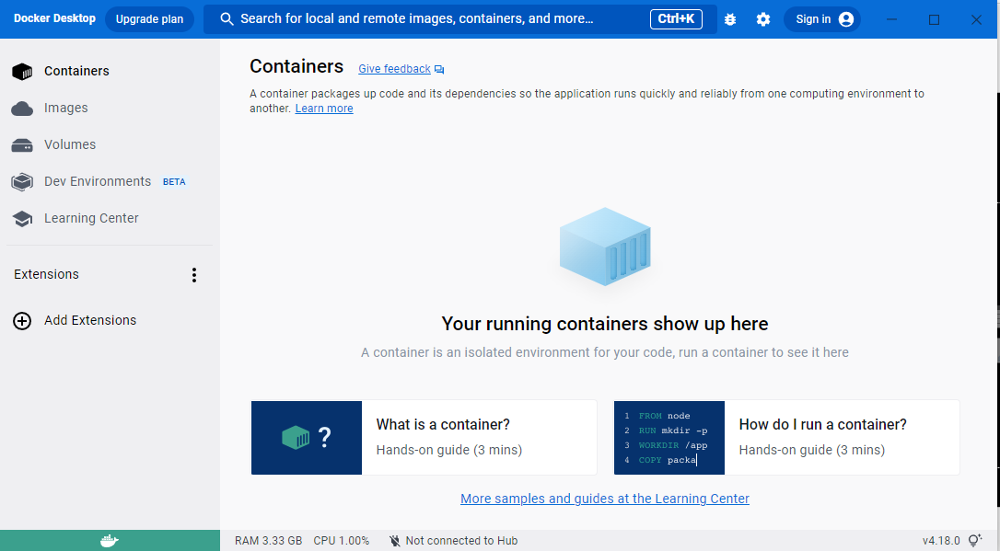 Docker Desktop
Upgrade plan
Search for local and remote images, containers, and more...
Ctrl+K
Sign in
Containers
Images
Volumes
Dev Environments BETA
Learning Center
Extensions
Add Extensions
Containers Give feedback
A container packages up code and its dependencies so the application runs quickly and reliably from one computing environment to
another. Learn more
Your running containers show up here
A container is an isolated environment for your code, run a container to see it here
?
What is a container?
Hands-on guide (3 mins)
1 FROM node
2 RUN mkdir -p
3 WORKDIR /app
4 COPY packa
How do I run a container?
Hands-on guide (3 mins)
More samples and guides at the Learning Center
RAM 3.33 GB CPU 1.00% Not connected to Hub v4.18.0